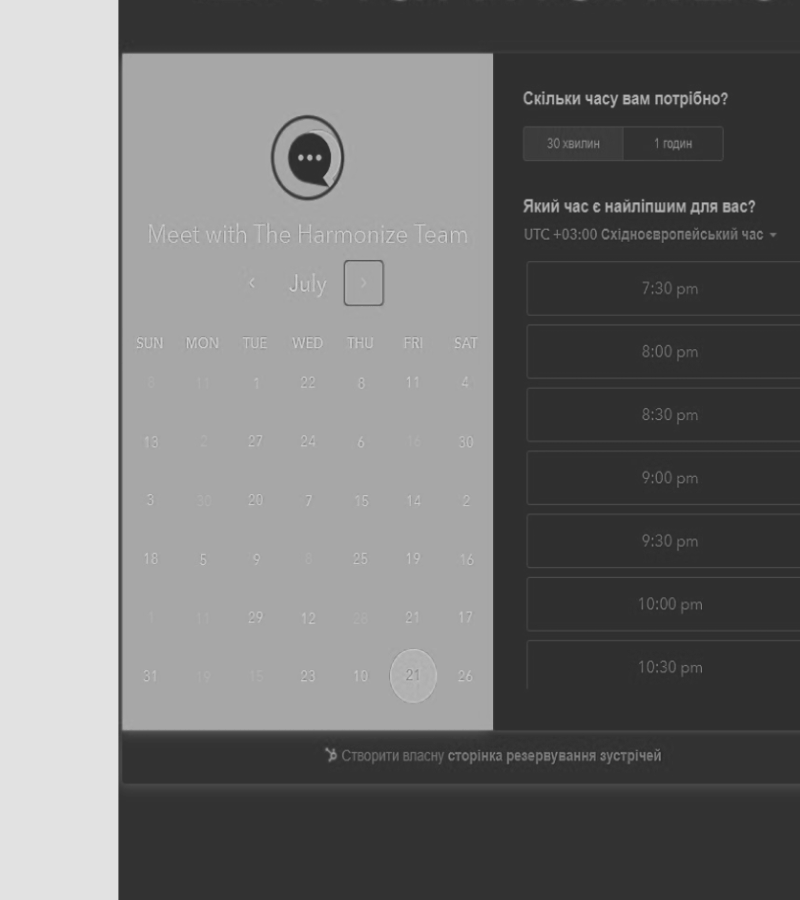 Meet with The Harmonize Team
July
SUN MON TUE WED THU FRI SAT
8 11 1 22 8 11 4
13 2 27 24 6 30
3 30 20 7 15 14 2
18 5 9 25 19 16
1 11 29 12 28 21 17
31 19 15 23 10 21 26
Скільки часу вам потрібно?
30 хвилин 1 годин
Який час є найліпшим для вас?
UTC +03:00 Східноєвропейський час
7:30 pm
8:00 pm
8:30 pm
9:00 pm
9:30 pm
10:00 pm
10:30 pm
Створити власну сторінка резервування зустрічей